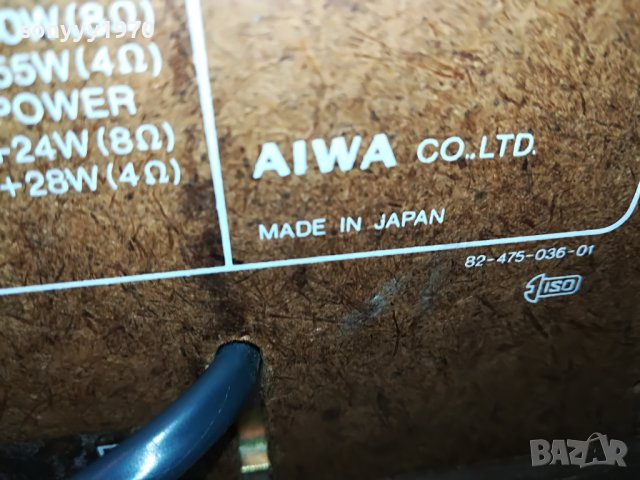 sonyyy1970
0W(8Ω)
55W(4Ω)
POWER
+24W(8Ω)
+28W(4Ω)
AIWA CO.,LTD.
MADE IN JAPAN
82-475-036-01
ISO
BAZAR